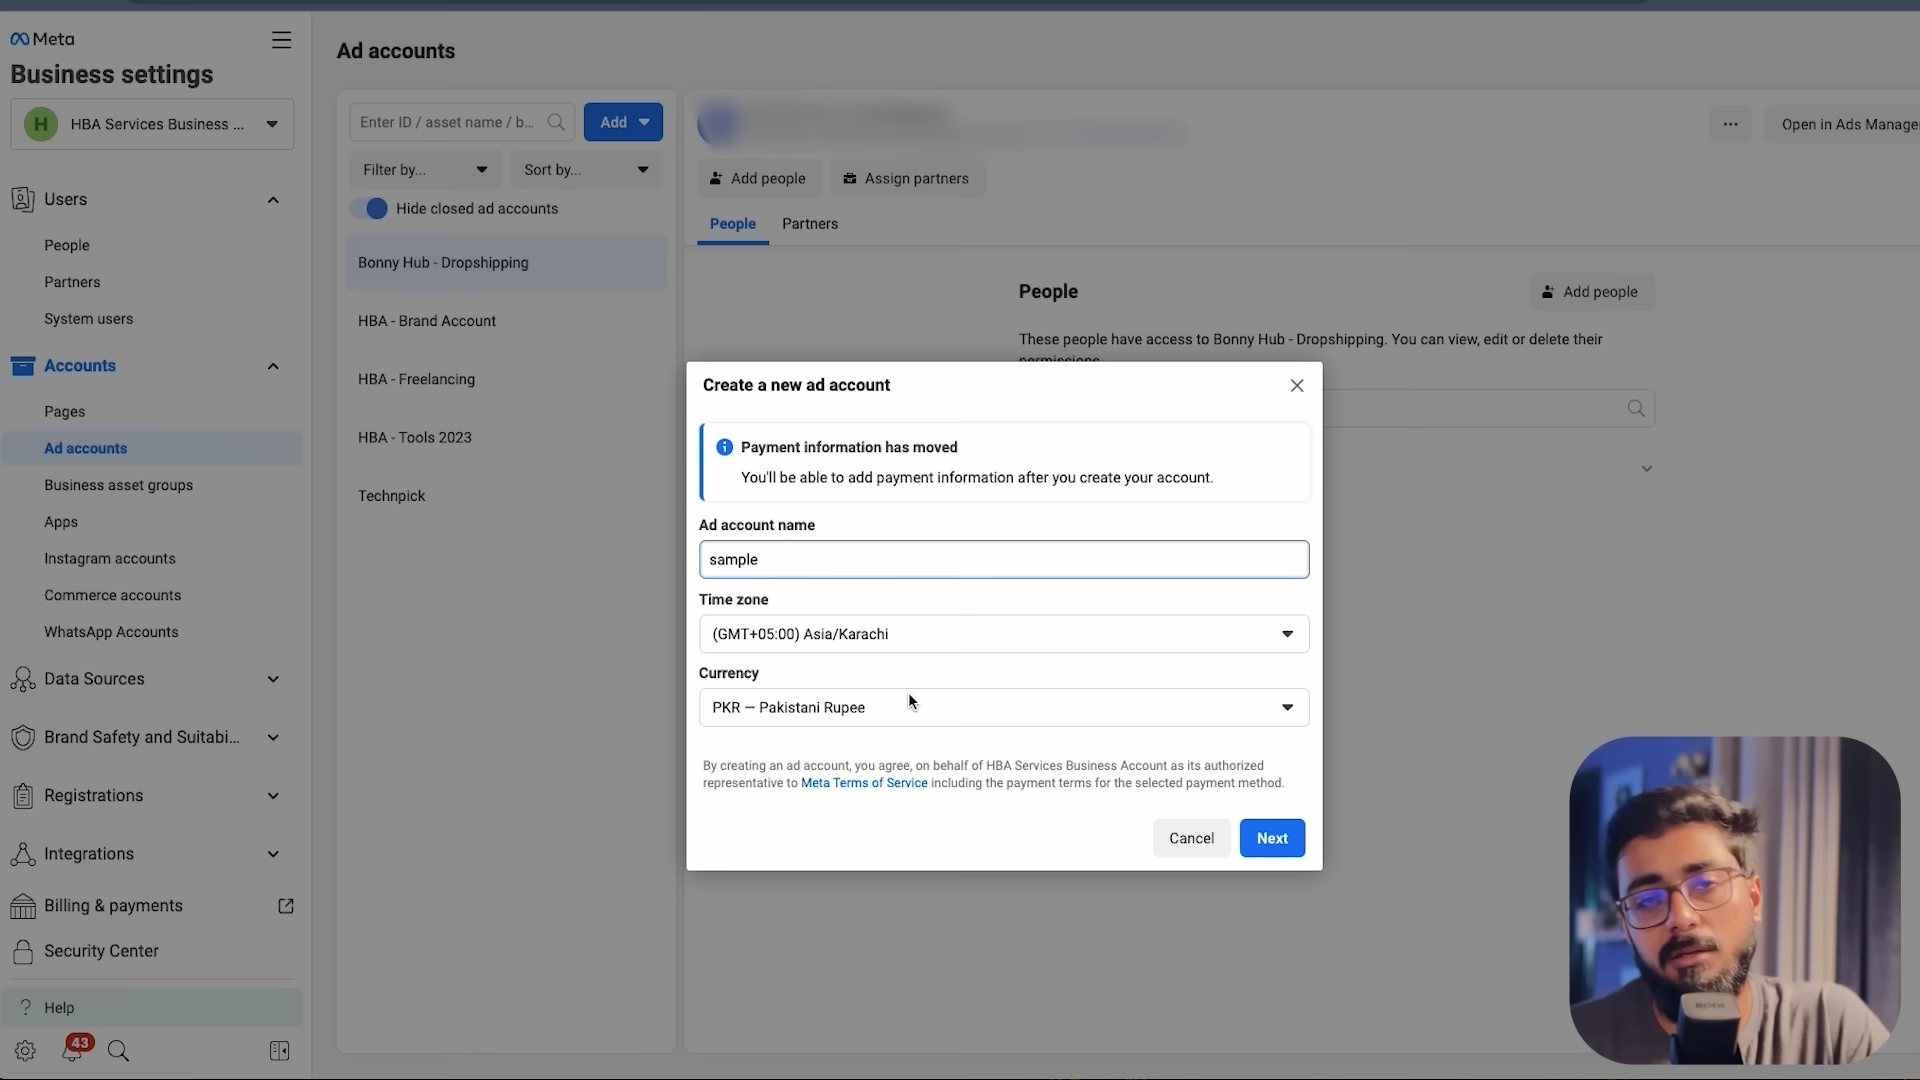 Meta
Business settings
H
HBA Services Business ...
Users
People
Partners
System users
Accounts
Pages
Ad accounts
Business asset groups
Apps
Instagram accounts
Commerce accounts
WhatsApp Accounts
Data Sources
Brand Safety and Suitabi...
Registrations
Integrations
Billing & payments
Security Center
? Help
43
Ad accounts
Enter ID / asset name / b...
Add
Filter by...
Sort by...
Hide closed ad accounts
Bonny Hub - Dropshipping
HBA - Brand Account
HBA - Freelancing
HBA - Tools 2023
Technpick
...
Open in Ads Manager
Add people
Assign partners
People
Partners
People
Add people
These people have access to Bonny Hub - Dropshipping. You can view, edit or delete their
permissions.
Create a new ad account
Payment information has moved
You'll be able to add payment information after you create your account.
Ad account name
sample
Time zone
(GMT+05:00) Asia/Karachi
Currency
PKR — Pakistani Rupee
By creating an ad account, you agree, on behalf of HBA Services Business Account as its authorized
representative to Meta Terms of Service including the payment terms for the selected payment method.
Cancel
Next